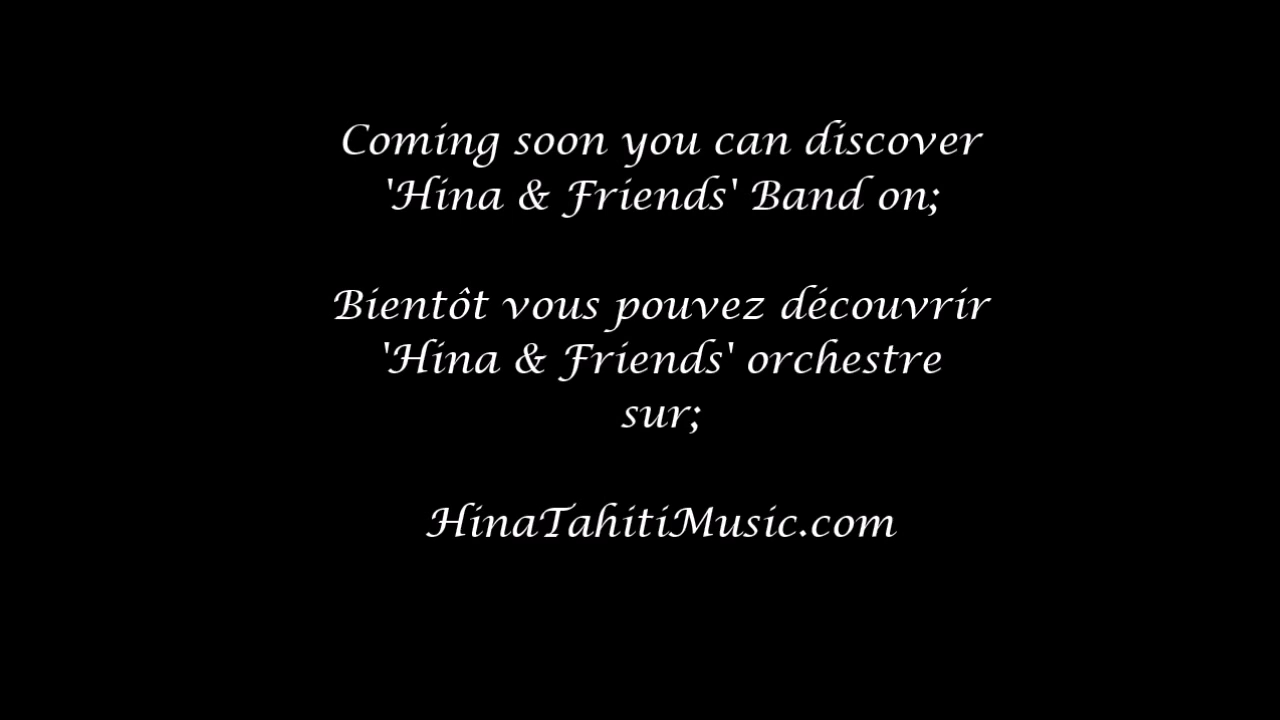 Coming soon you can discover
'Hina & Friends' Band on;
Bientôt vous pouvez découvrir
'Hina & Friends' orchestre
sur;
HinaTahitiMusic.com